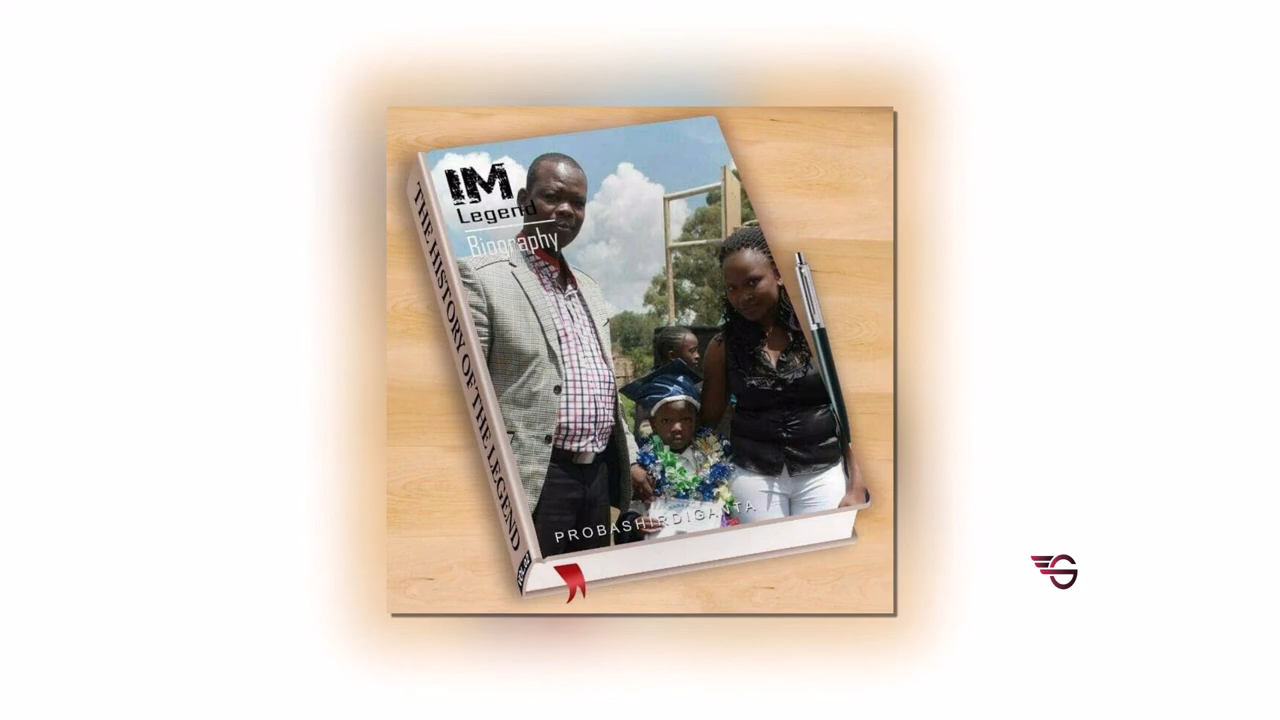 IM
Legend
Biography
THE HISTORY OF THE LEGEND
PROBASHIRDIGANTA